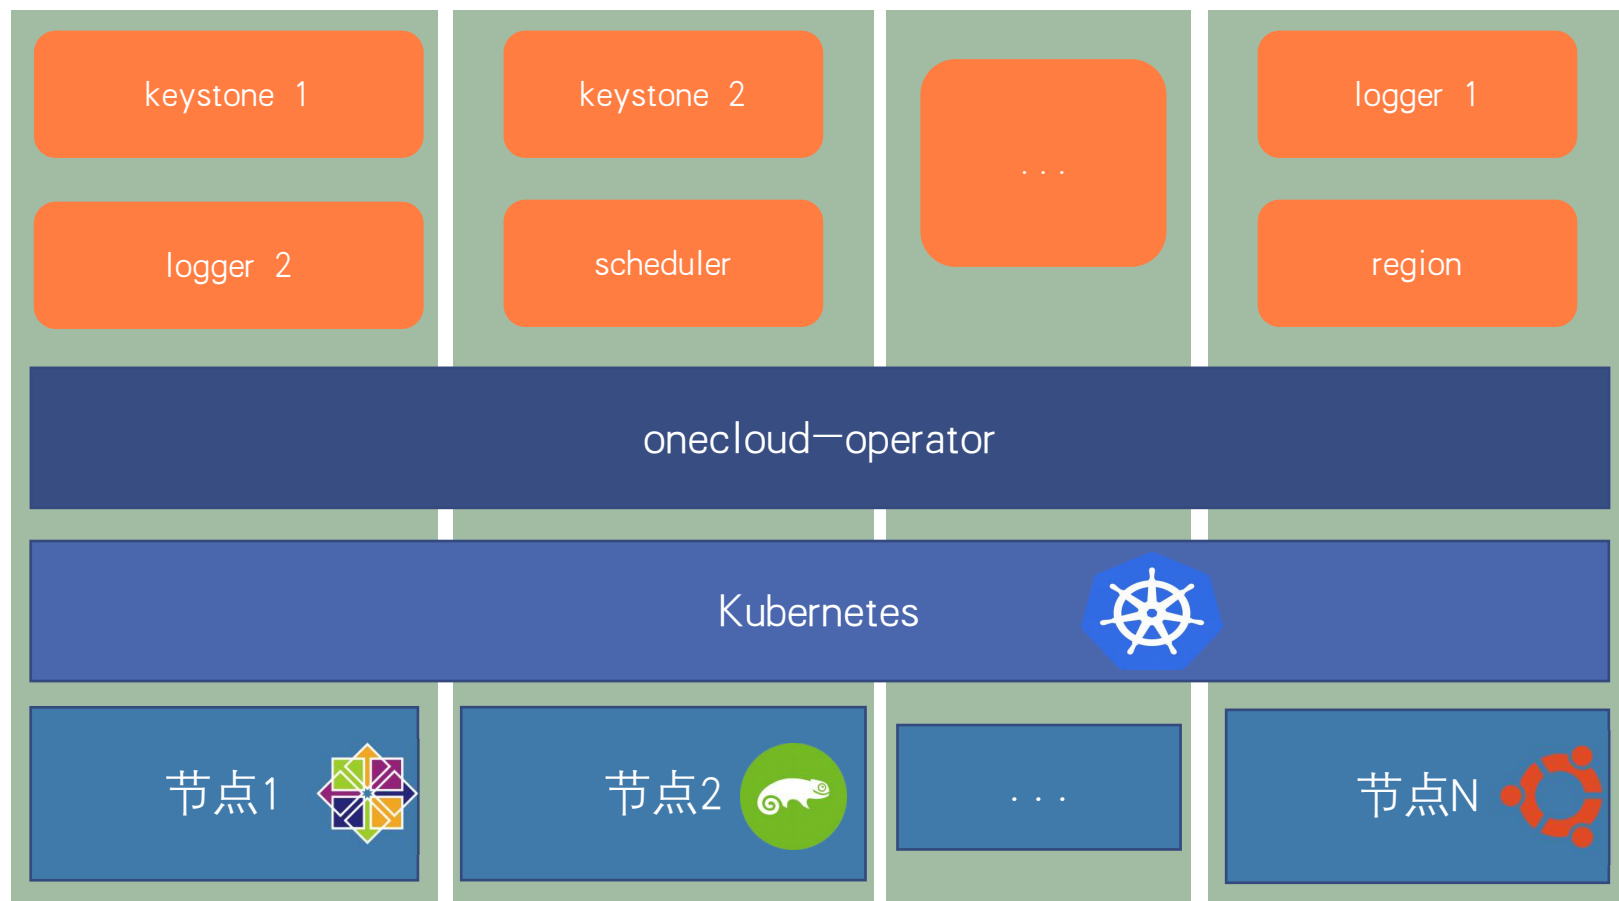 keystone 1
keystone 2
...
logger 1
logger 2
scheduler
region
onecloud-operator
Kubernetes
节点1
节点2
...
节点N